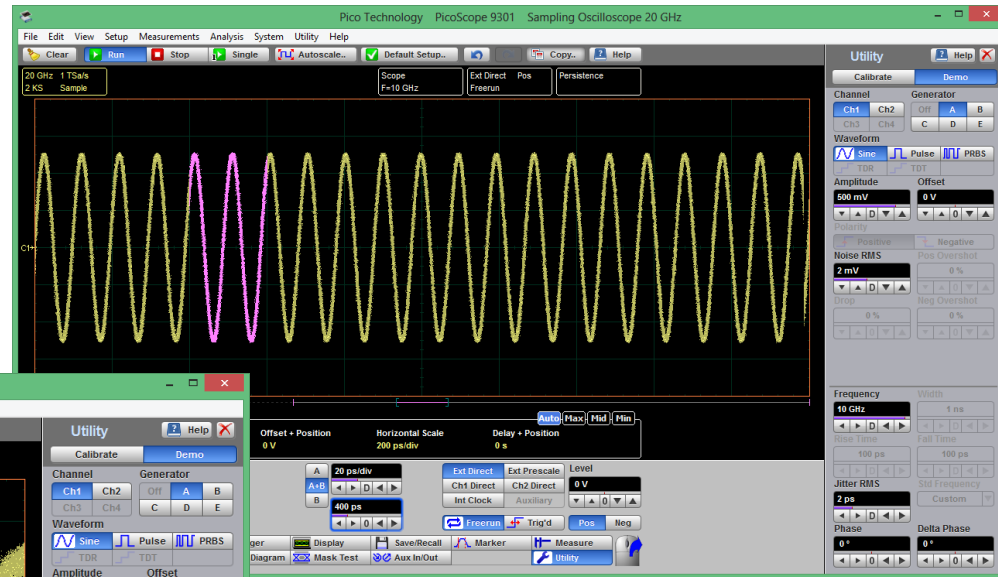 Pico Technology PicoScope 9301 Sampling Oscilloscope 20 GHz
File Edit View Setup Measurements Analysis System Utility Help
Clear Run Stop Single Autoscale.. Default Setup.. Copy.. Help
20 GHz 1 TSa/s
2 KS Sample
Scope
F=10 GHz
Ext Direct Pos
Freerun
Persistence
C1
Auto Max Mid Min
Offset + Position Horizontal Scale Delay + Position
0 V 200 ps/div 0 s
A 20 ps/div
A+B
B 400 ps
D
0
Ext Direct Ext Prescale Level
Ch1 Direct Ch2 Direct 0 V
Int Clock Auxiliary 0
Freerun Trig'd Pos Neg
ger Display Save/Recall Marker Measure
Diagram Mask Test Aux In/Out Utility
Utility Help
Calibrate Demo
Channel Generator
Ch1 Ch2 Off A B
Ch3 Ch4 C D E
Waveform
Sine Pulse PRBS
TDR TDT
Amplitude Offset
500 mV 0 V
D 0
Polarity
Positive Negative
Noise RMS Pos Overshot
2 mV 0 %
D 0
Drop Neg Overshot
0 % 0 %
0 0
Frequency Width
10 GHz 1 ns
D D
Rise Time Fall Time
100 ps 100 ps
D D
Jitter RMS Std Frequency
2 ps Custom
D
Phase Delta Phase
0 ° 0 °
0 0
Utility Help
Calibrate Demo
Channel Generator
Ch1 Ch2 Off A B
Ch3 Ch4 C D E
Waveform
Sine Pulse PRBS
TDR TDT
Amplitude Offset